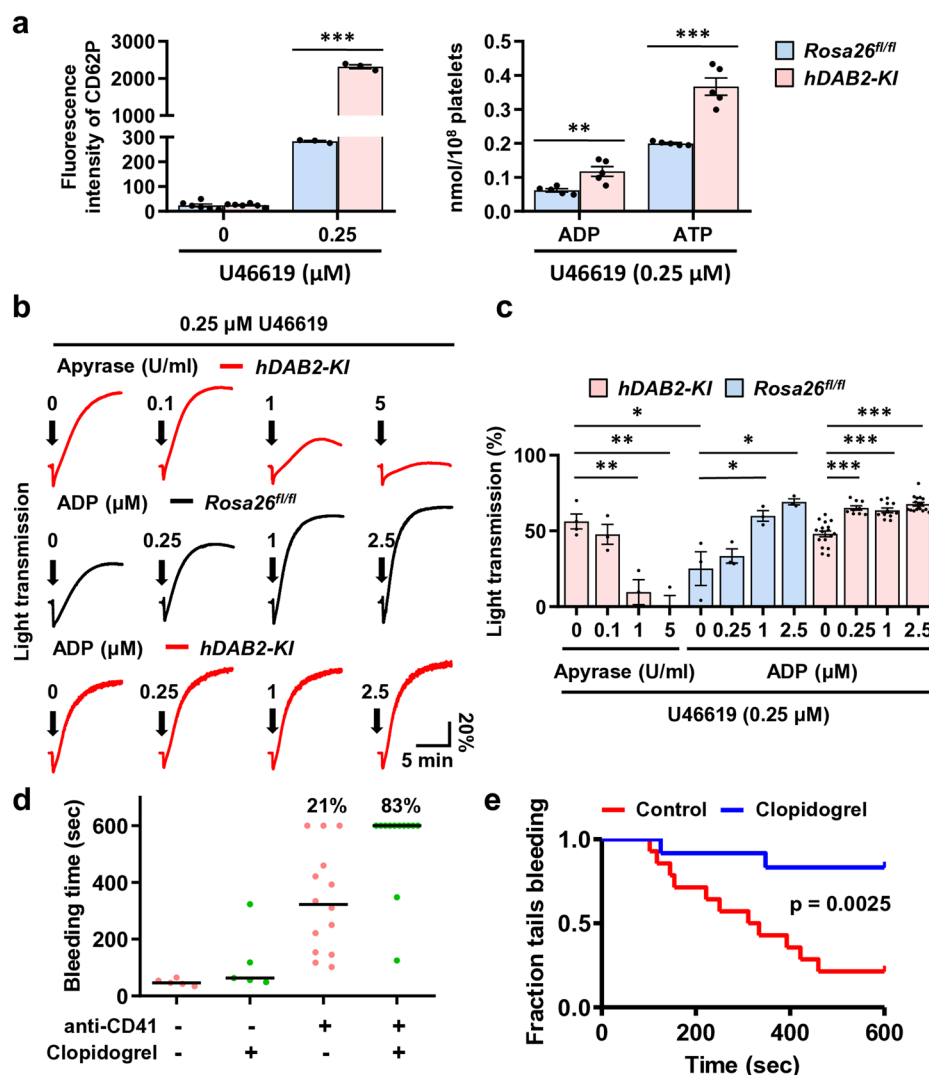 a
Fluorescence
intensity of CD62P
3000
2000
1000
300
200
100
0
***
0
0.25
U46619 (μM)
nmol/10⁸ platelets
0.6
0.4
0.2
0.1
0.0
**
***
ADP
ATP
U46619 (0.25 μM)
Rosa26fl/fl
hDAB2-KI
b
0.25 μM U46619
Apyrase (U/ml)
hDAB2-KI
0
0.1
1
5
ADP (μM)
Rosa26fl/fl
0
0.25
1
2.5
ADP (μM)
hDAB2-KI
0
0.25
1
2.5
Light transmission
20%
5 min
c
hDAB2-KI
Rosa26fl/fl
Light transmission (%)
100
50
0
*
***
**
*
***
**
*
***
0 0.1 1 5 0 0.25 1 2.5 0 0.25 1 2.5
Apyrase (U/ml)
ADP (μM)
U46619 (0.25 μM)
d
Bleeding time (sec)
600
400
200
0
21%
83%
anti-CD41 - - + +
Clopidogrel - + - +
e
Control
Clopidogrel
Fraction tails bleeding
1.0
0.5
0.0
p = 0.0025
0 200 400 600
Time (sec)